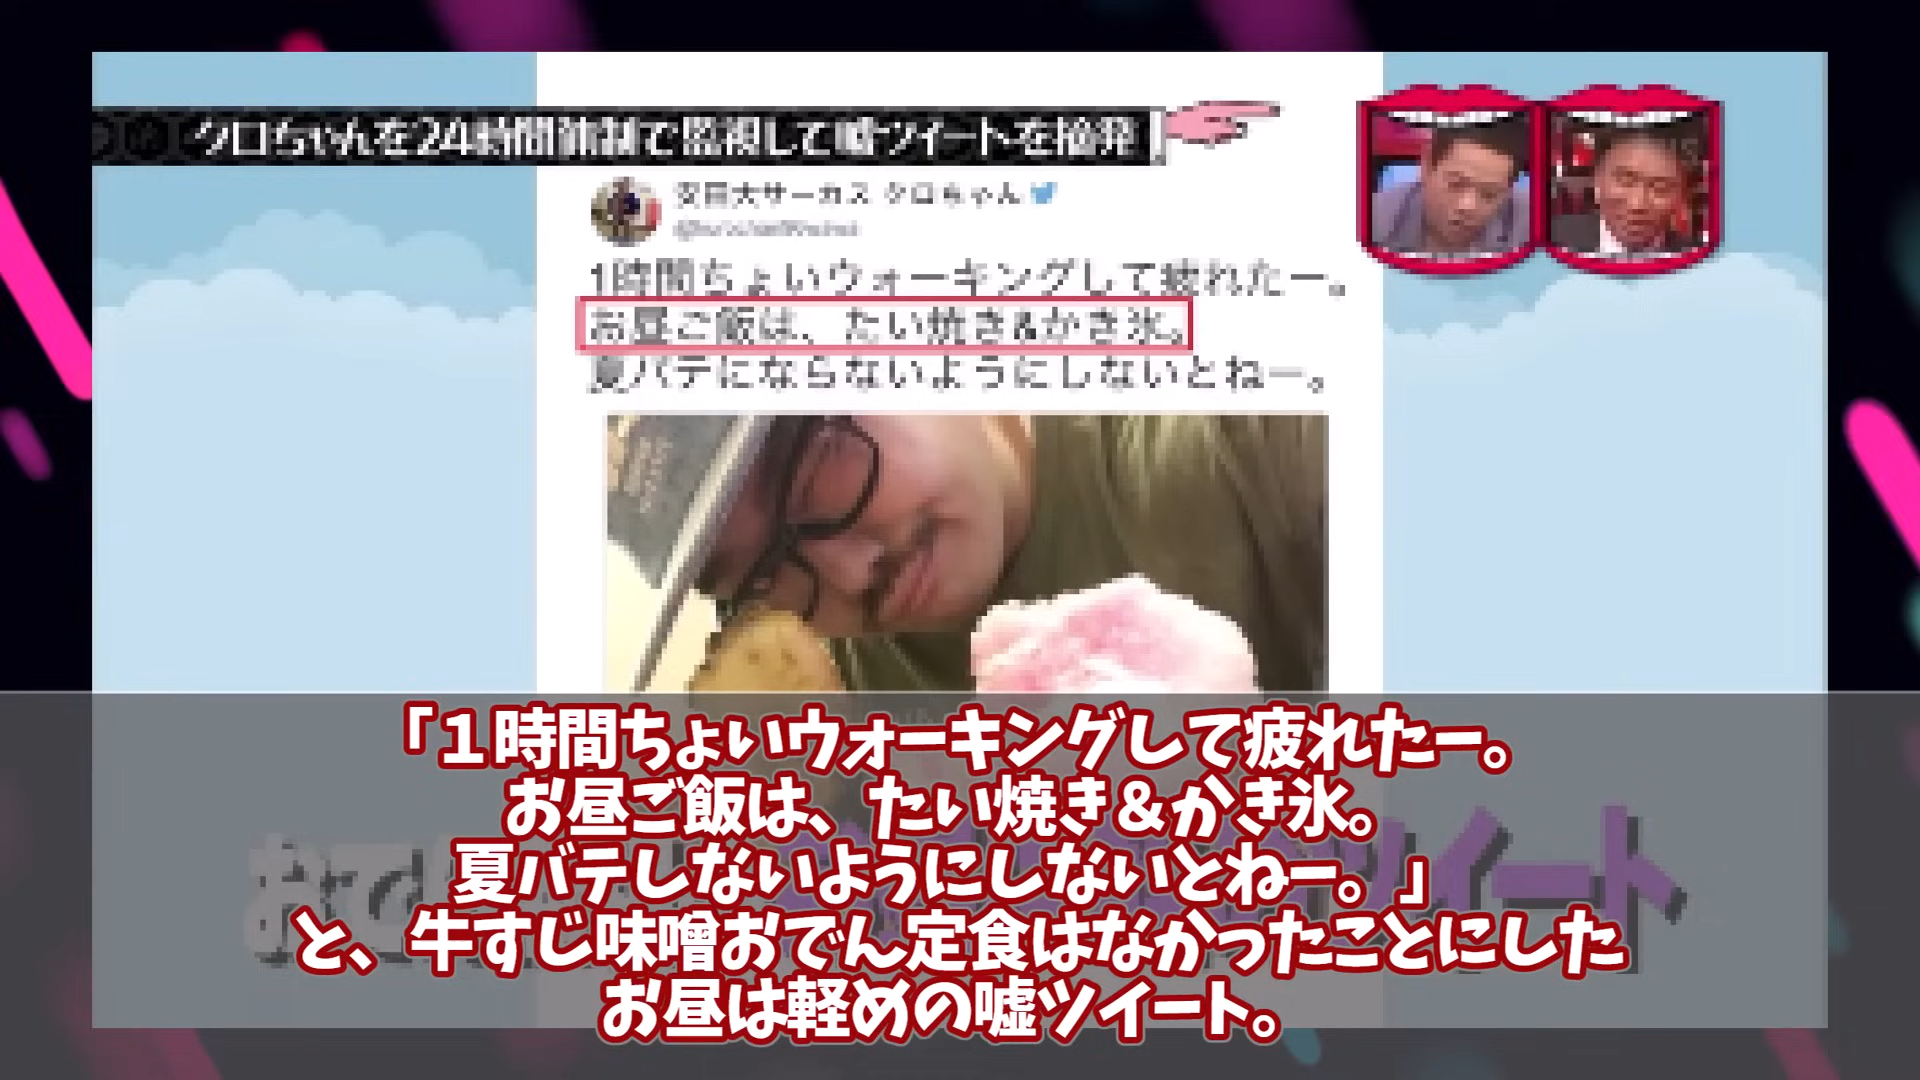 クロちゃんを24時間体制で監視して嘘ツイートを摘発！
安田大サーカス クロちゃん
1時間ちょいウォーキングして疲れたー。
お昼ご飯は、たい焼き&かき氷。
夏バテにならないようにしないとねー。
「１時間ちょいウォーキングして疲れたー。
お昼ご飯は、たい焼き＆かき氷。
夏バテしないようにしないとねー。」
と、牛すじ味噌おでん定食はなかったことにした
お昼は軽めの嘘ツイート。